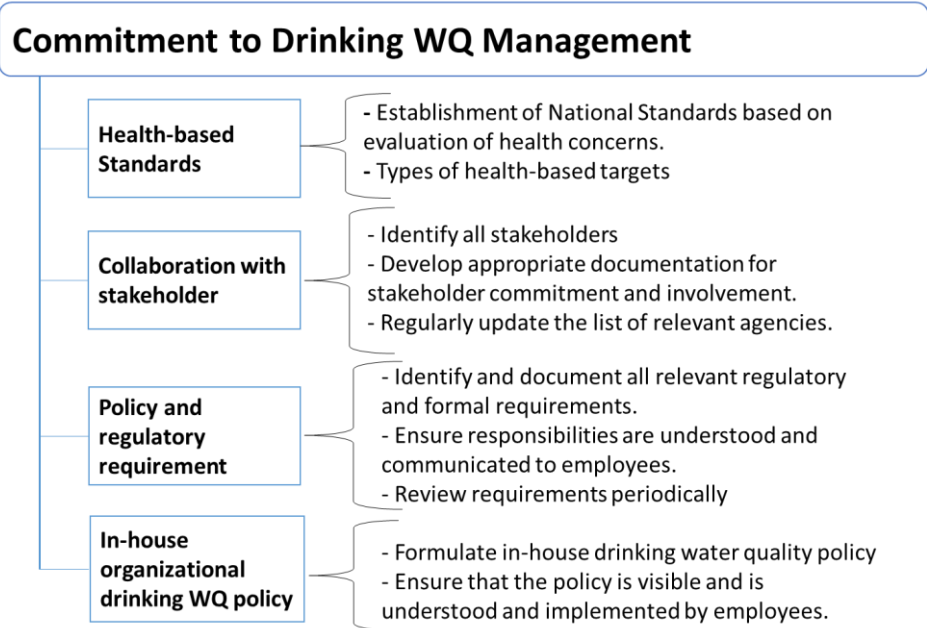 Commitment to Drinking WQ Management
Health-based
Standards
- Establishment of National Standards based on
evaluation of health concerns.
- Types of health-based targets
Collaboration with
stakeholder
- Identify all stakeholders
- Develop appropriate documentation for
stakeholder commitment and involvement.
- Regularly update the list of relevant agencies.
Policy and
regulatory
requirement
- Identify and document all relevant regulatory
and formal requirements.
- Ensure responsibilities are understood and
communicated to employees.
- Review requirements periodically
In-house
organizational
drinking WQ policy
- Formulate in-house drinking water quality policy
- Ensure that the policy is visible and is
understood and implemented by employees.